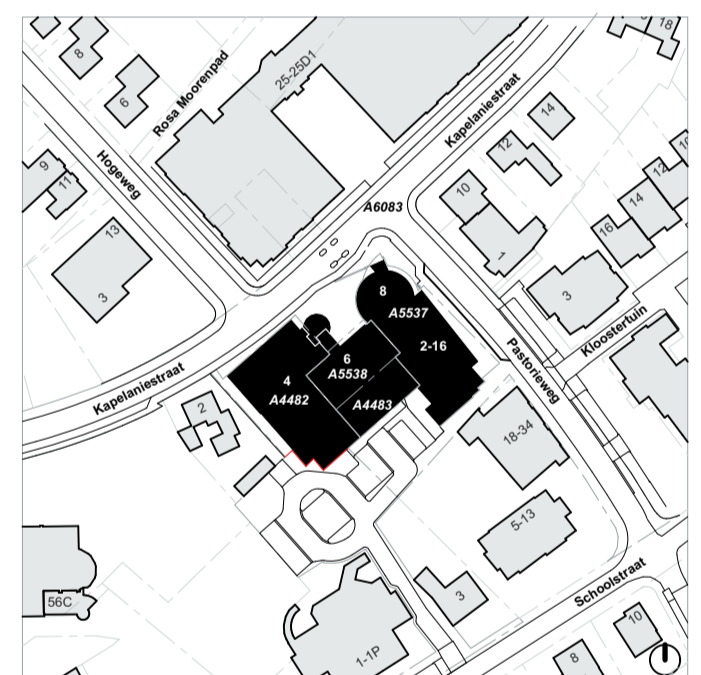 18
8
25-25D1
6
Rosa Moorenpad
Kapelaniestraat
14
12
9
Hogeweg
11
10
12
14
A6083
16
13
1
3
3
8
A5537
2-16
Kloostertuin
6
A5538
Pastorieweg
4
A4482
Kapelaniestraat
A4483
2
18-34
5-13
Schoolstraat
56C
3
10
1-1P
8